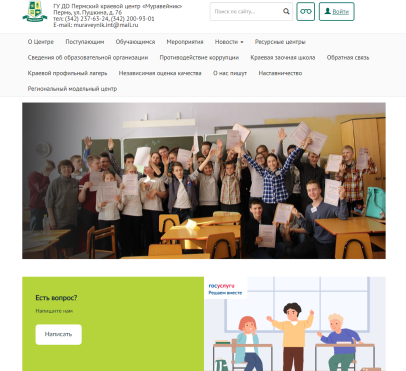 ГУ ДО Пермский краевой центр «Муравейник»
Пермь, ул. Пушкина, д. 76
тел: (342) 237-63-24, (342) 200-93-01
E-mail: muraveynik.int@mail.ru
Поиск по сайту...
Войти
О Центре Поступающим Обучающимся Мероприятия Новости Ресурсные центры
Сведения об образовательной организации Противодействие коррупции Краевая заочная школа Обратная связь
Краевой профильный лагерь Независимая оценка качества О нас пишут Наставничество
Региональный модельный центр
Есть вопрос?
Напишите нам
Написать
госуслуги
Решаем вместе